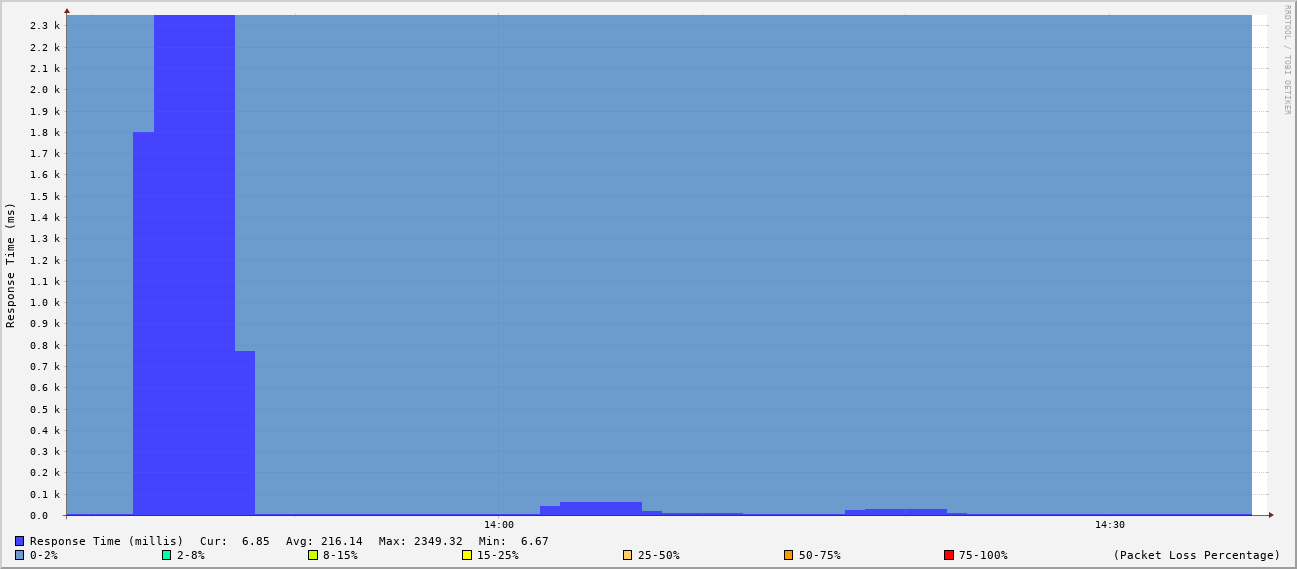 RRDTOOL / TOBI OETIKER
Response Time (ms)
2.3 k
2.2 k
2.1 k
2.0 k
1.9 k
1.8 k
1.7 k
1.6 k
1.5 k
1.4 k
1.3 k
1.2 k
1.1 k
1.0 k
0.9 k
0.8 k
0.7 k
0.6 k
0.5 k
0.4 k
0.3 k
0.2 k
0.1 k
0.0
14:00 14:30
Response Time (millis) Cur: 6.85 Avg: 216.14 Max: 2349.32 Min: 6.67
0-2% 2-8% 8-15% 15-25% 25-50% 50-75% 75-100% (Packet Loss Percentage)